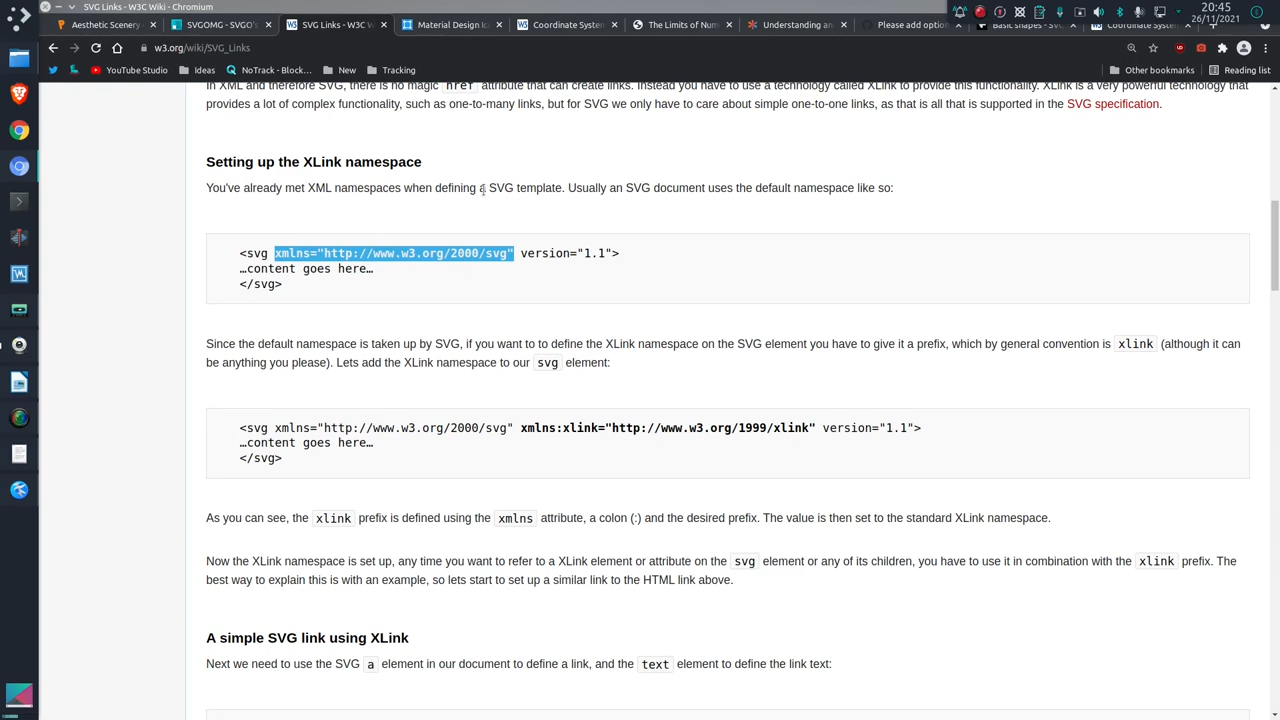 SVG Links - W3C Wiki - Chromium
20:45
26/11/2021
Aesthetic Scenery
SVGOMG - SVGO's
SVG Links - W3C W
Material Design Ic
Coordinate System
The Limits of Num
Understanding an
Please add option
Basic shapes - SV
Coordinate System
w3.org/wiki/SVG_Links
YouTube Studio
Ideas
NoTrack - Block...
New
Tracking
Other bookmarks
Reading list
In XML and therefore SVG, there is no magic href attribute that can create links. Instead you have to use a technology called XLink to provide this functionality. XLink is a very powerful technology that
provides a lot of complex functionality, such as one-to-many links, but for SVG we only have to care about simple one-to-one links, as that is all that is supported in the SVG specification.
Setting up the XLink namespace
You've already met XML namespaces when defining a SVG template. Usually an SVG document uses the default namespace like so:
<svg xmlns="http://www.w3.org/2000/svg" version="1.1">
…content goes here…
</svg>
Since the default namespace is taken up by SVG, if you want to to define the XLink namespace on the SVG element you have to give it a prefix, which by general convention is xlink (although it can
be anything you please). Lets add the XLink namespace to our svg element:
<svg xmlns="http://www.w3.org/2000/svg" xmlns:xlink="http://www.w3.org/1999/xlink" version="1.1">
…content goes here…
</svg>
As you can see, the xlink prefix is defined using the xmlns attribute, a colon (:) and the desired prefix. The value is then set to the standard XLink namespace.
Now the XLink namespace is set up, any time you want to refer to a XLink element or attribute on the svg element or any of its children, you have to use it in combination with the xlink prefix. The
best way to explain this is with an example, so lets start to set up a similar link to the HTML link above.
A simple SVG link using XLink
Next we need to use the SVG a element in our document to define a link, and the text element to define the link text: